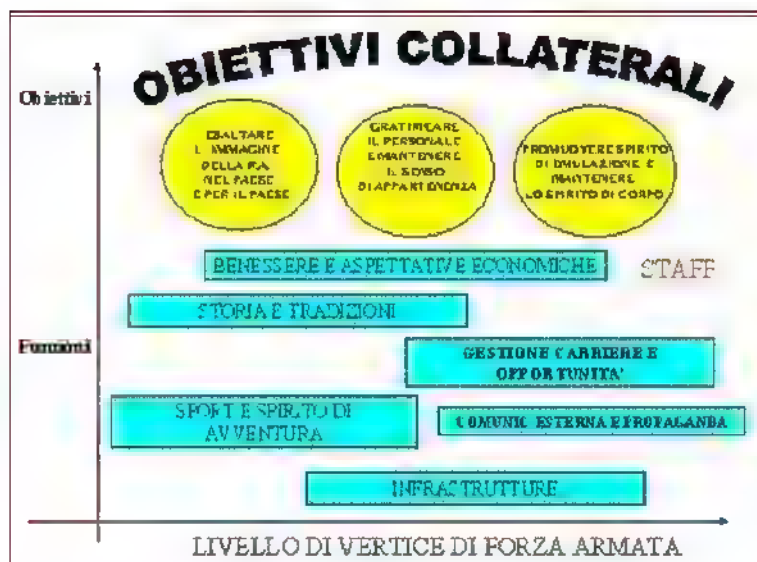 OBIETTIVI COLLATERALI
Obiettivi
ESALTARE
L'IMMAGINE
DELLA F.A.
NEL PAESE
E PER IL PAESE
GRATIFICARE
IL PERSONALE
E MANTENERE
IL SENSO
DI APPARTENENZA
PROMUOVERE SPIRITO
DI EMULAZIONE E
MANTENERE
LO SPIRITO DI CORPO
BENESSERE E ASPETTATIVE ECONOMICHE
STAFF
STORIA E TRADIZIONI
Funzioni
GESTIONE CARRIERE E
OPPORTUNITA'
SPORT E SPIRITO DI
AVVENTURA
COMUNIC. ESTERNA E PROPAGANDA
INFRASTRUTTURE
LIVELLO DI VERTICE DI FORZA ARMATA